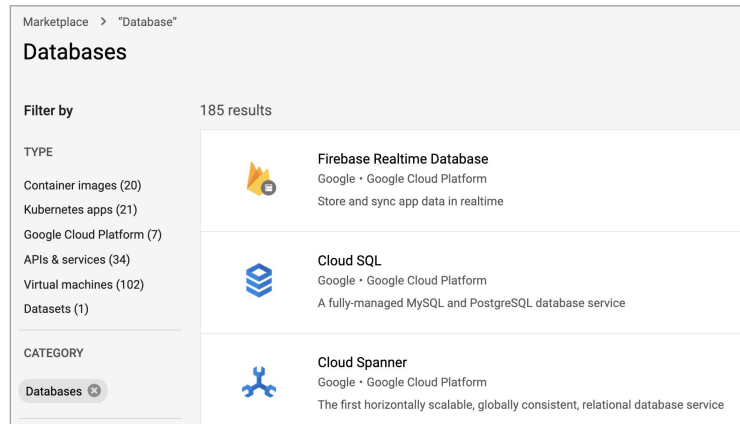 Marketplace > “Database”
Databases
Filter by
185 results
TYPE
Container images (20)
Kubernetes apps (21)
Google Cloud Platform (7)
APIs & services (34)
Virtual machines (102)
Datasets (1)
CATEGORY
Databases
Firebase Realtime Database
Google • Google Cloud Platform
Store and sync app data in realtime
Cloud SQL
Google • Google Cloud Platform
A fully-managed MySQL and PostgreSQL database service
Cloud Spanner
Google • Google Cloud Platform
The first horizontally scalable, globally consistent, relational database service